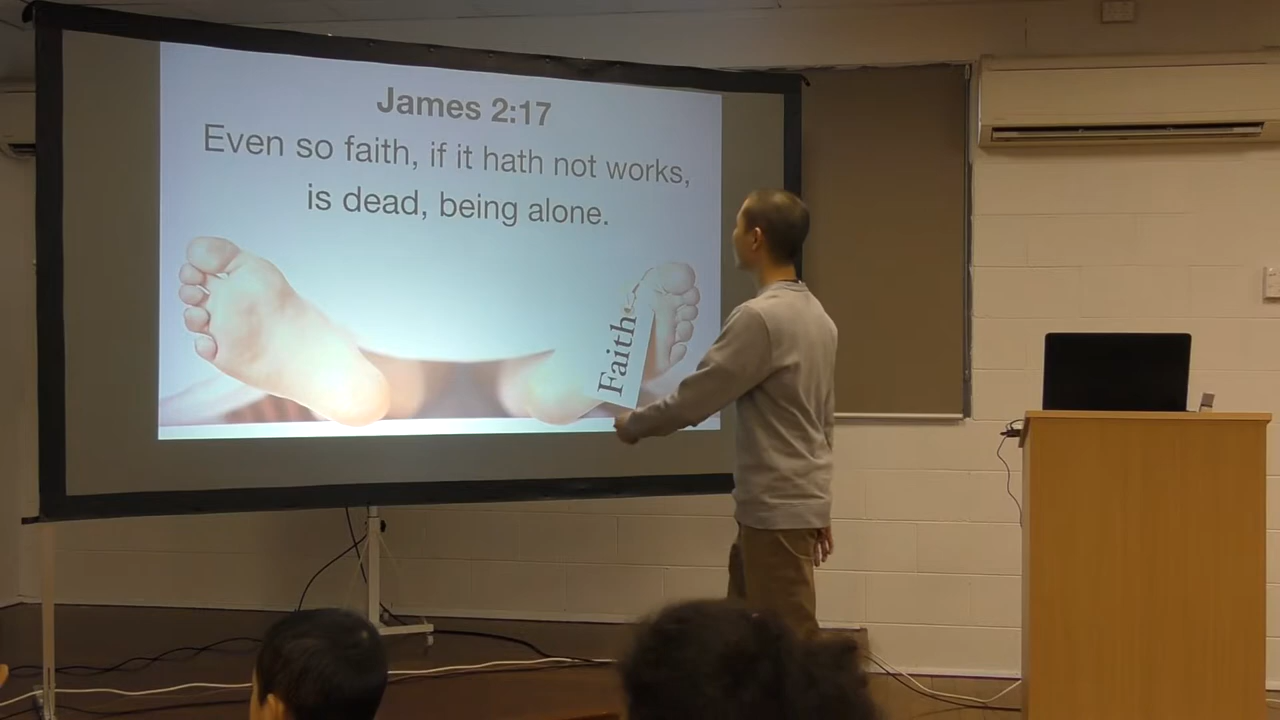 James 2:17
Even so faith, if it hath not works,
is dead, being alone.
Faith